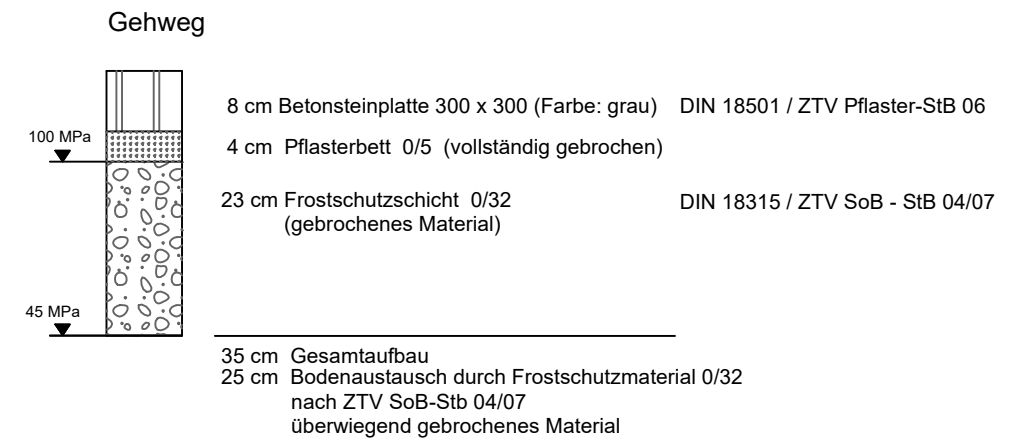 Gehweg
8 cm Betonsteinplatte 300 x 300 (Farbe: grau) DIN 18501 / ZTV Pflaster-StB 06
100 MPa
4 cm Pflasterbett 0/5 (vollständig gebrochen)
23 cm Frostschutzschicht 0/32 DIN 18315 / ZTV SoB - StB 04/07
(gebrochenes Material)
45 MPa
35 cm Gesamtaufbau
25 cm Bodenaustausch durch Frostschutzmaterial 0/32
nach ZTV SoB-Stb 04/07
überwiegend gebrochenes Material